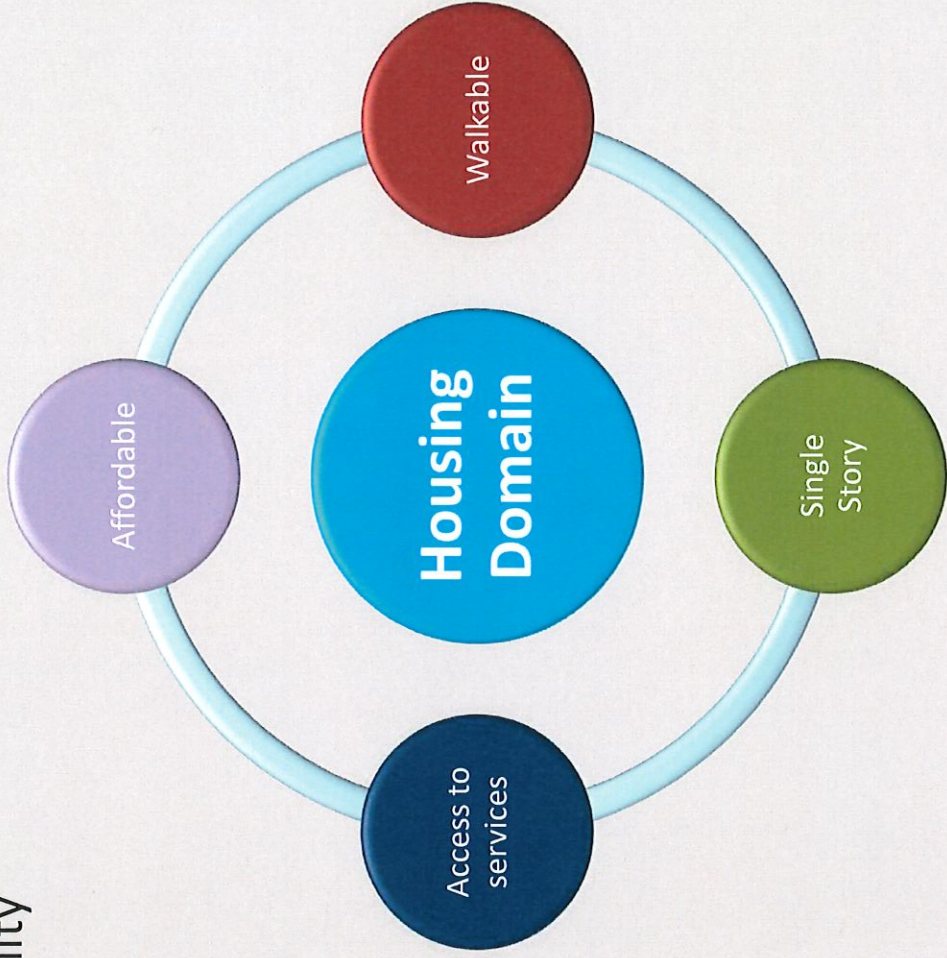 Access to
services
Single
Story
Housing
Domain
Affordable
Walkable